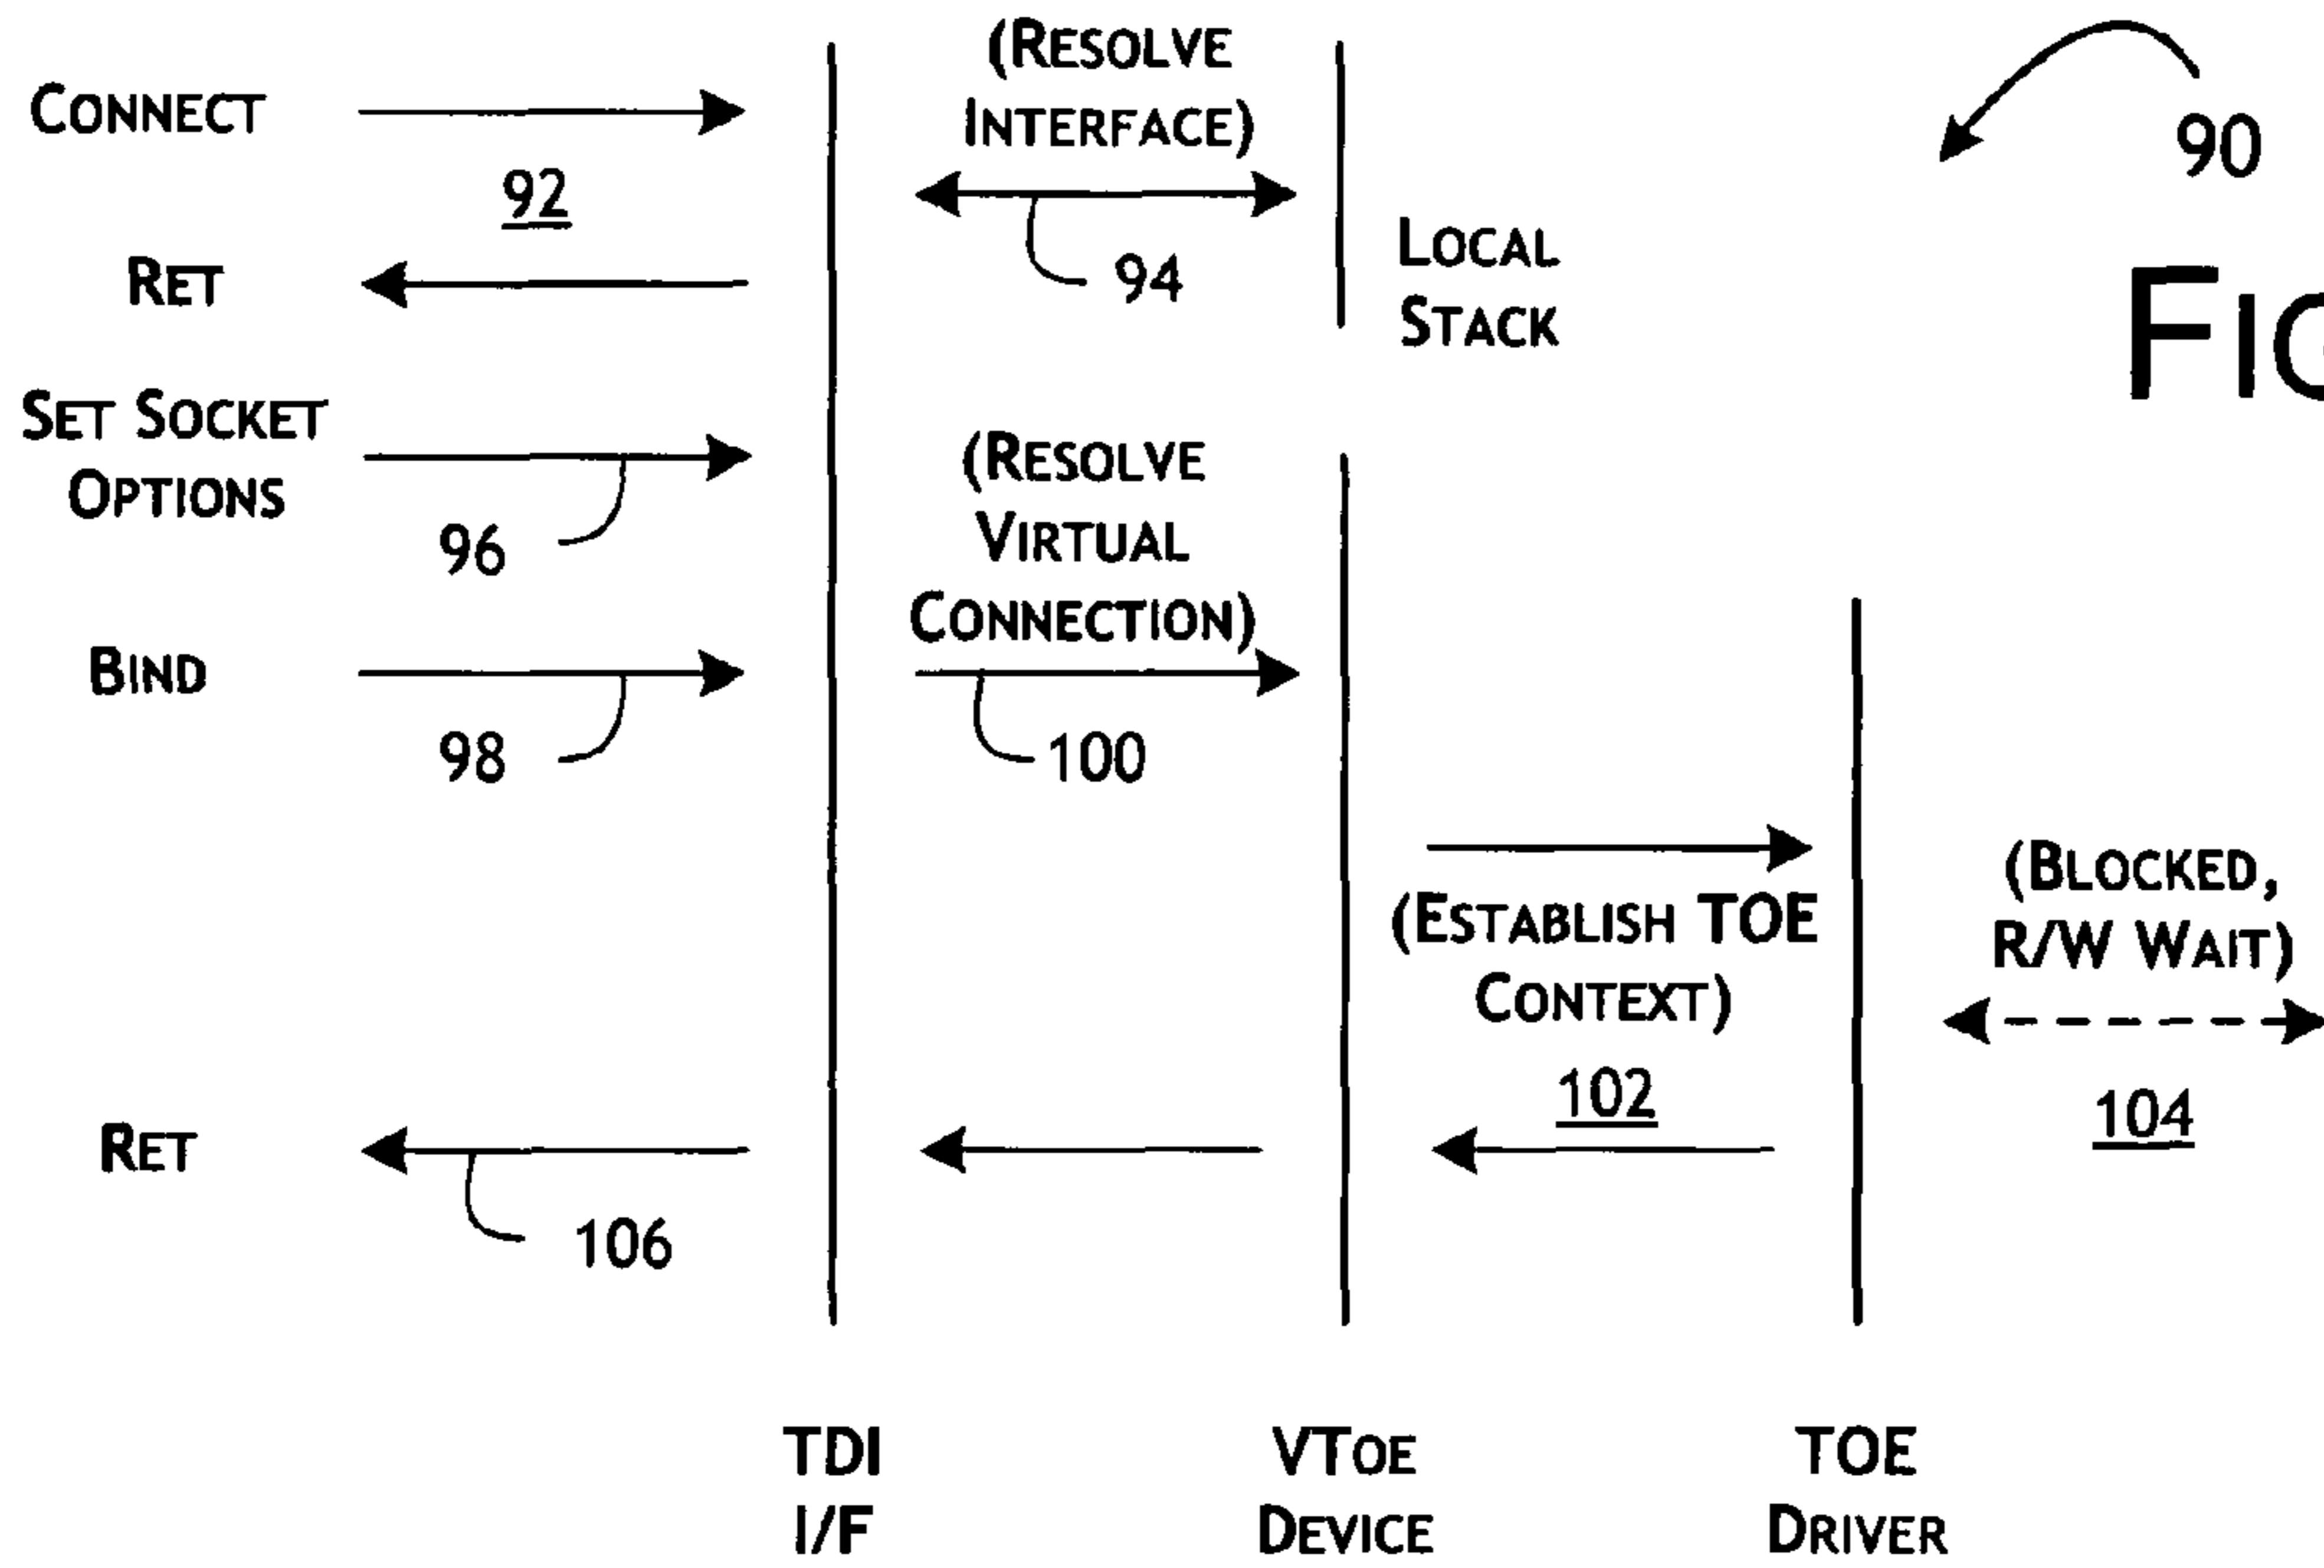 CONNECT
92
RET
(RESOLVE
INTERFACE)
94
LOCAL
STACK
90
FIG
SET SOCKET
OPTIONS
96
(RESOLVE
VIRTUAL
CONNECTION)
BIND
98
100
(ESTABLISH TOE
CONTEXT)
102
(BLOCKED,
R/W WAIT)
104
RET
106
TDI
I/F
VTOE
DEVICE
TOE
DRIVER